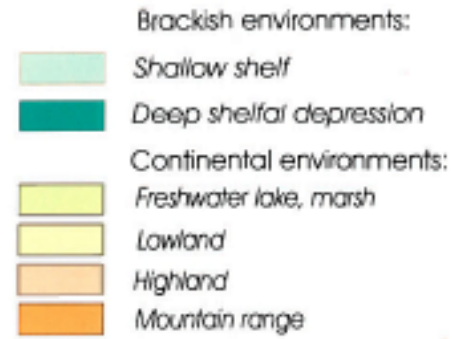 Brackish environments:
Shallow shelf
Deep shelfal depression
Continental environments:
Freshwater lake, marsh
Lowland
Highland
Mountain range